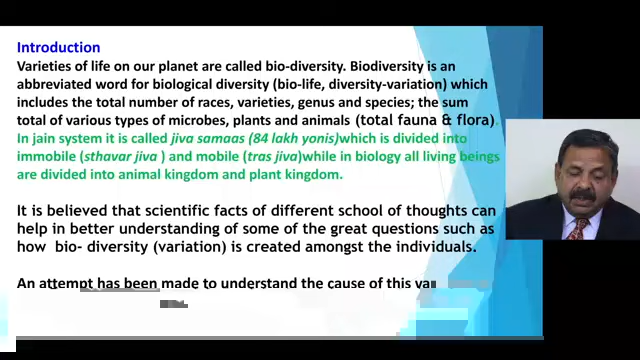 Introduction
Varieties of life on our planet are called bio-diversity. Biodiversity is an
abbreviated word for biological diversity (bio-life, diversity-variation) which
includes the total number of races, varieties, genus and species; the sum
total of various types of microbes, plants and animals (total fauna & flora).
In jain system it is called jiva samaas (84 lakh yonis)which is divided into
immobile (sthavar jiva ) and mobile (tras jiva)while in biology all living beings
are divided into animal kingdom and plant kingdom.
It is believed that scientific facts of different school of thoughts can
help in better understanding of some of the great questions such as
how bio- diversity (variation) is created amongst the individuals.
An attempt has been made to understand the cause of this